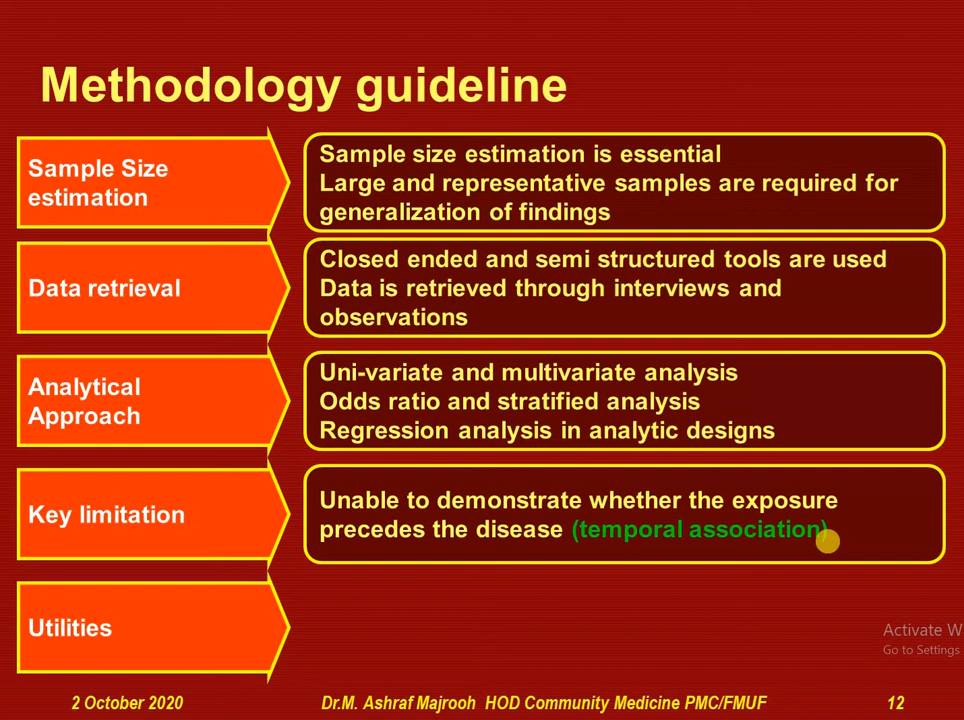 Methodology guideline
Sample Size
estimation
Sample size estimation is essential
Large and representative samples are required for
generalization of findings
Data retrieval
Closed ended and semi structured tools are used
Data is retrieved through interviews and
observations
Analytical
Approach
Uni-variate and multivariate analysis
Odds ratio and stratified analysis
Regression analysis in analytic designs
Key limitation
Unable to demonstrate whether the exposure
precedes the disease (temporal association)
Utilities
Activate W
Go to Settings
2 October 2020 Dr.M. Ashraf Majrooh HOD Community Medicine PMC/FMUF 12